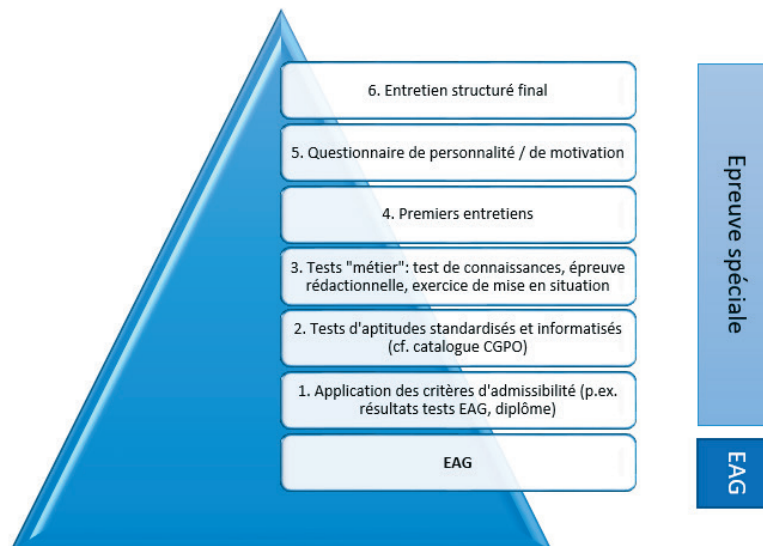 6. Entretien structuré final
5. Questionnaire de personnalité / de motivation
4. Premiers entretiens
3. Tests "métier": test de connaissances, épreuve
rédactionnelle, exercice de mise en situation
2. Tests d'aptitudes standardisés et informatisés
(cf. catalogue CGPO)
1. Application des critères d'admissibilité (p.ex.
résultats tests EAG, diplôme)
EAG
Epreuve spéciale
EAG